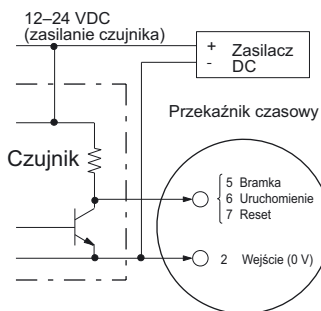 12–24 VDC
(zasilanie czujnika)
+
-
Zasilacz
DC
Przekaźnik czasowy
Czujnik
5 Bramka
6 Uruchomienie
7 Reset
2 Wejście (0 V)